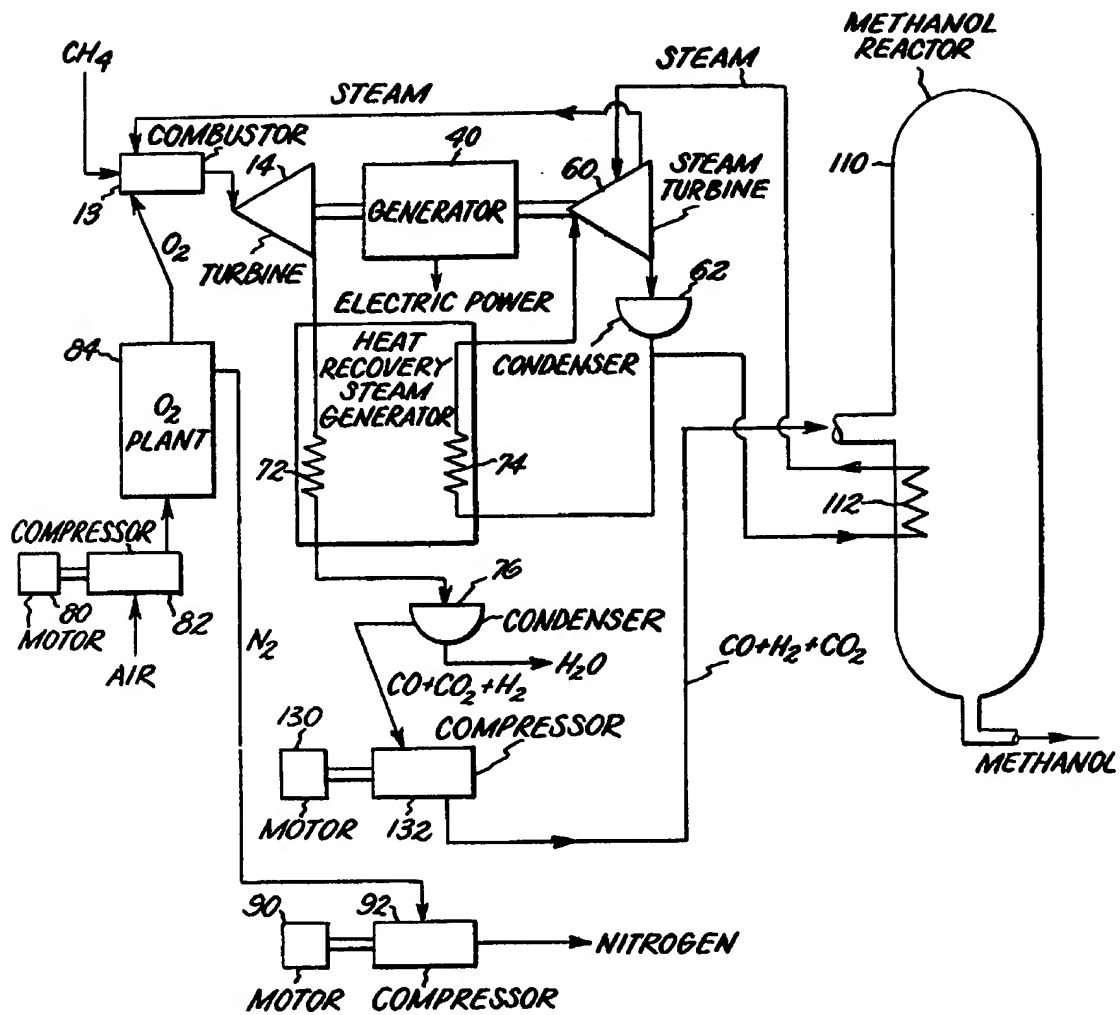 METHANOL
REACTOR
CH4
STEAM
STEAM
COMBUSTOR
14
40
60
STEAM
TURBINE
110
13
GENERATOR
O2
TURBINE
62
ELECTRIC POWER
84
HEAT
RECOVERY
STEAM
GENERATOR
CONDENSER
O2
PLANT
72
74
112
COMPRESSOR
80
82
MOTOR
AIR
N2
76
CONDENSER
H2O
CO+CO2+H2
CO+H2+CO2
130
COMPRESSOR
METHANOL
MOTOR
132
90
92
NITROGEN
MOTOR
COMPRESSOR